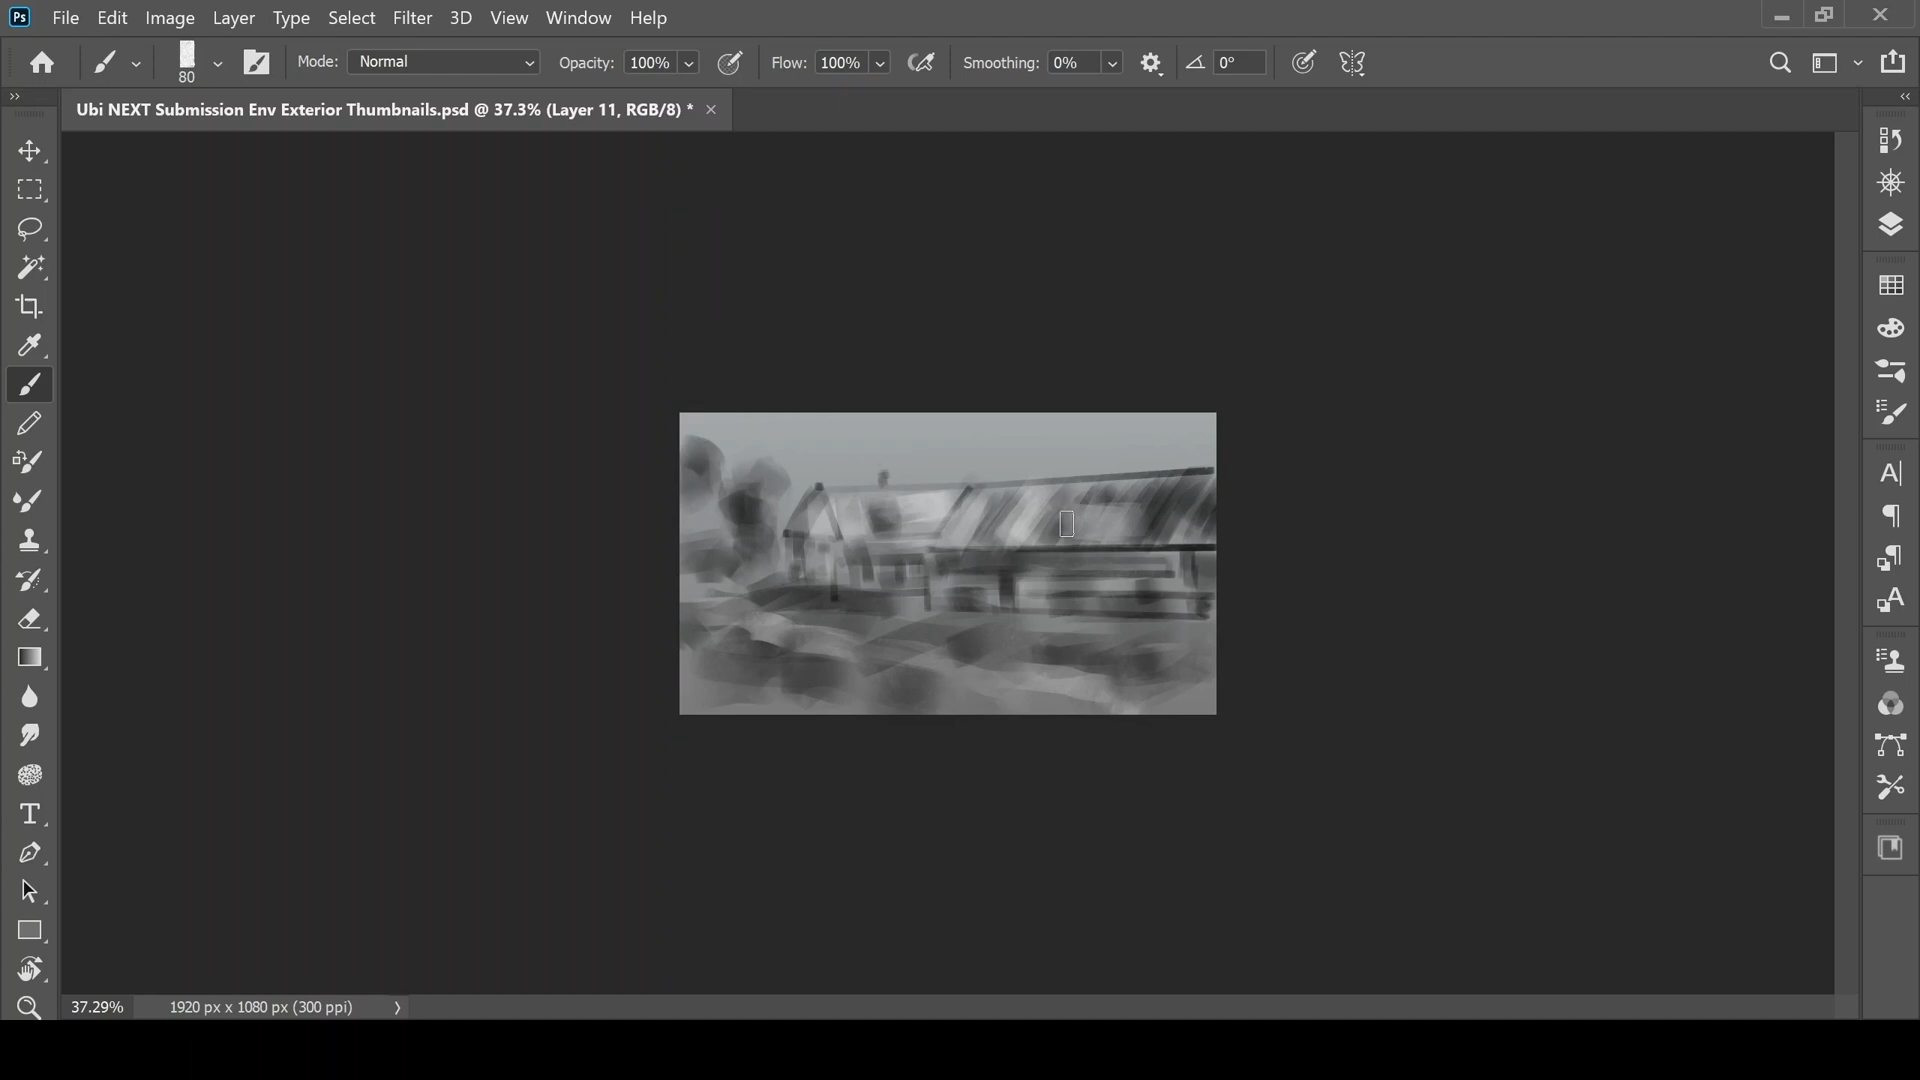 Ps File Edit Image Layer Type Select Filter 3D View Window Help
80 Mode: Normal Opacity: 100% Flow: 100% Smoothing: 0% 0°
Ubi NEXT Submission Env Exterior Thumbnails.psd @ 37.3% (Layer 11, RGB/8) *
37.29% 1920 px x 1080 px (300 ppi)